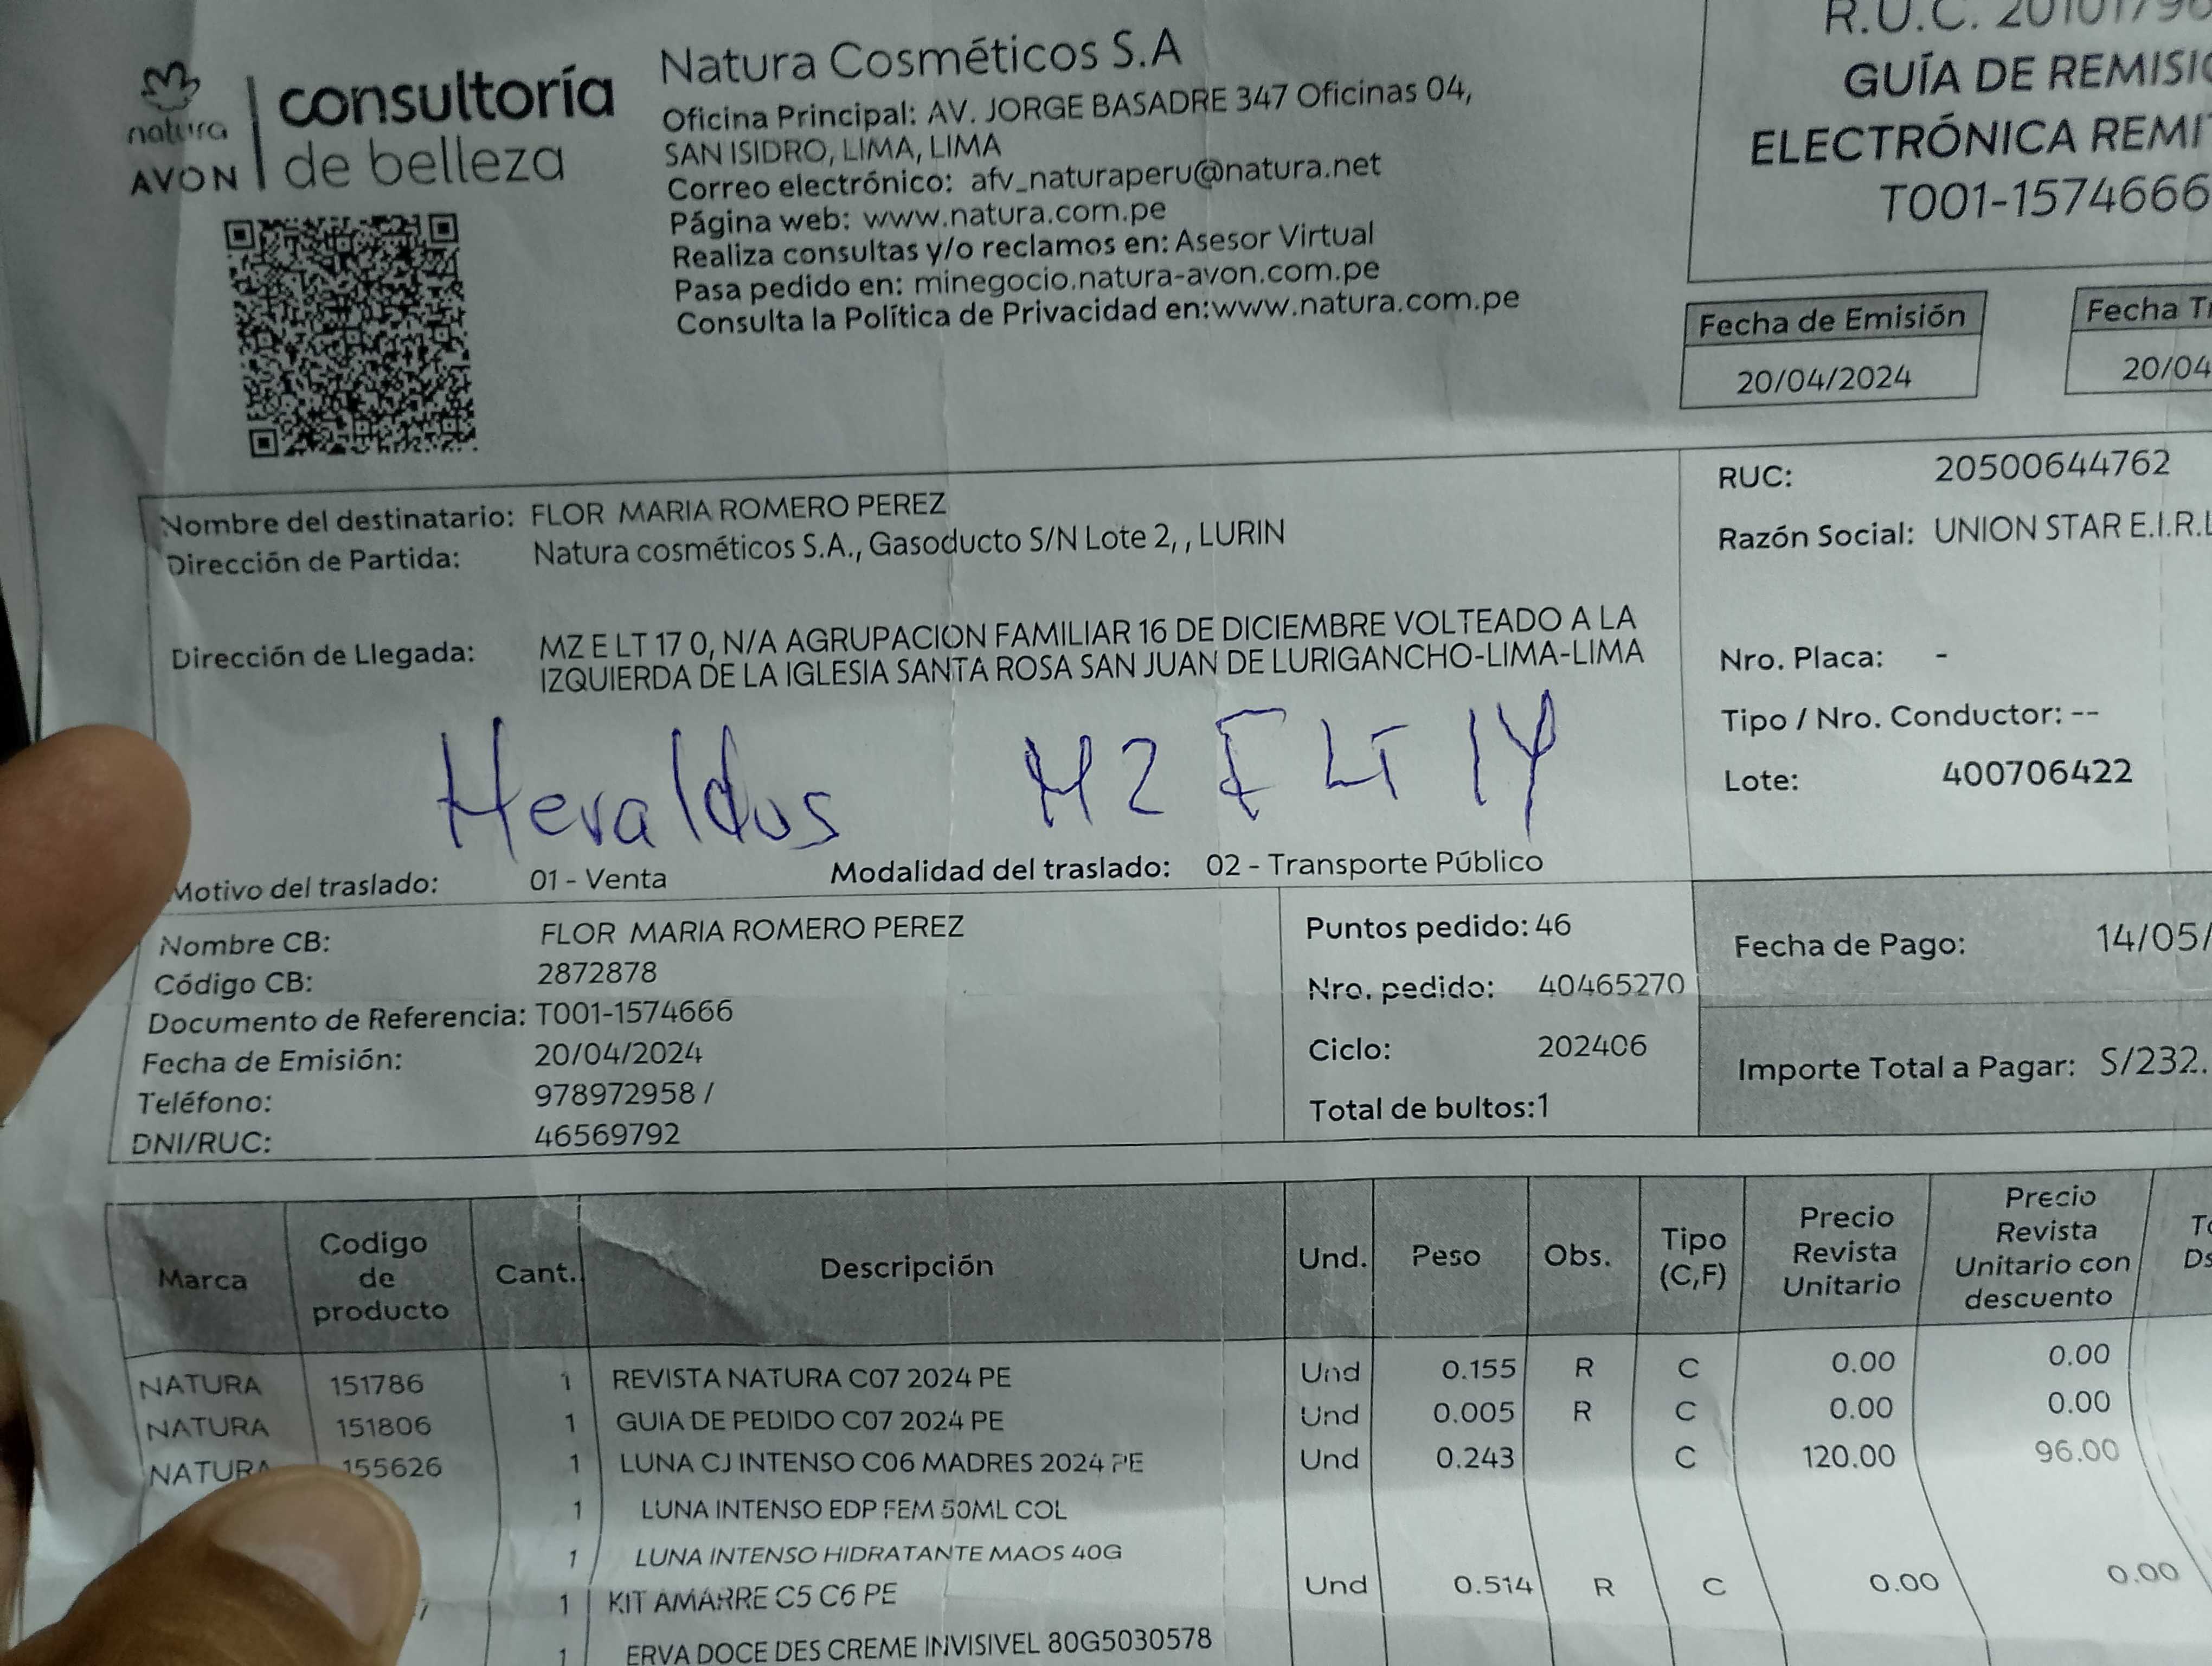 natura
AVON
consultoría
de belleza
Natura Cosméticos S.A
Oficina Principal: AV. JORGE BASADRE 347 Oficinas 04,
SAN ISIDRO, LIMA, LIMA
Correo electrónico: afv_naturaperu@natura.net
Página web: www.natura.com.pe
Realiza consultas y/o reclamos en: Asesor Virtual
Pasa pedido en: minegocio.natura-avon.com.pe
Consulta la Política de Privacidad en:www.natura.com.pe
R.U.C.
GUÍA DE
ELECTRÓNICA
T001-1574666
Fecha de Emisión
20/04/2024
Fecha
20/04
Nombre del destinatario: FLOR MARIA ROMERO PEREZ
Dirección de Partida: Natura cosméticos S.A., Gasoducto S/N Lote 2, , LURIN
Dirección de Llegada: MZ E LT 17 0, N/A AGRUPACION FAMILIAR 16 DE DICIEMBRE VOLTEADO A LA
IZQUIERDA DE LA IGLESIA SANTA ROSA SAN JUAN DE LURIGANCHO-LIMA-LIMA
Heraldos LT
Motivo del traslado: 01 - Venta Modalidad del traslado: 02 - Transporte Público
RUC: 20500644762
Razón Social: UNION STAR E.I.R.L
Nro. Placa: -
Tipo / Nro. Conductor: --
Lote: 400706422
Nombre CB: FLOR MARIA ROMERO PEREZ
Código CB: 2872878
Documento de Referencia: T001-1574666
Fecha de Emisión: 20/04/2024
Teléfono: 978972958 /
DNI/RUC: 46569792
Puntos pedido: 46
Nro. pedido: 40465270
Ciclo: 202406
Total de bultos:1
Fecha de Pago: 14/05/
Importe Total a Pagar: S/232.
Marca Codigo de producto Cant. Descripción Und. Peso Obs. Tipo (C,F) Precio Revista Unitario Precio Revista Unitario con descuento
NATURA 151786 1 REVISTA NATURA C07 2024 PE Und 0.155 R C 0.00 0.00
NATURA 151806 1 GUIA DE PEDIDO C07 2024 PE Und 0.005 R C 0.00 0.00
NATURA 155626 1 LUNA CJ INTENSO C06 MADRES 2024 PE Und 0.243 C 120.00 96.00
1 LUNA INTENSO EDP FEM 50ML COL
1 LUNA INTENSO HIDRATANTE MAOS 40G
1 KIT AMARRE C5 C6 PE Und 0.514 R C 0.00 0.00
1 ERVA DOCE DES CREME INVISIVEL 80G5030578